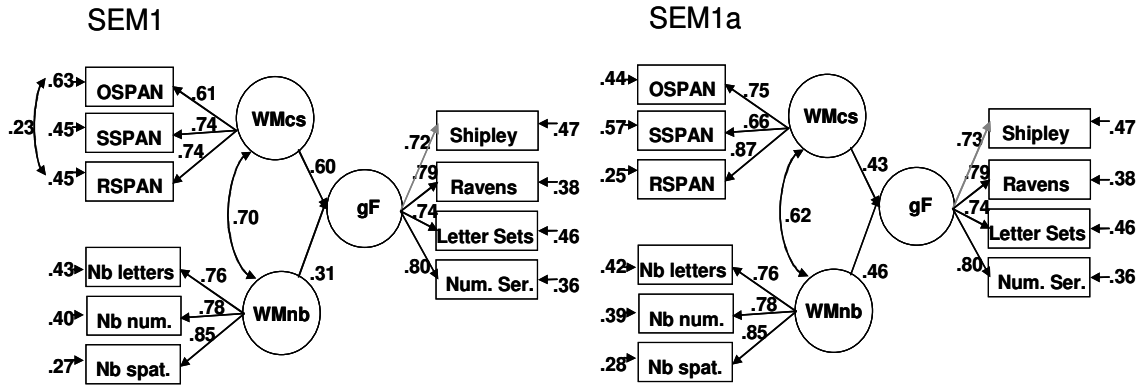 SEM1
.63
OSPAN
.61
.23
.45
SSPAN
.74
.45
RSPAN
.74
WMcs
.60
.70
.43
Nb letters
.76
.40
Nb num.
.78
.27
Nb spat.
.85
WMnb
.31
gF
.72
Shipley
.47
.79
Ravens
.38
.74
Letter Sets
.46
.80
Num. Ser.
.36
SEM1a
.44
OSPAN
.75
.57
SSPAN
.66
.25
RSPAN
.87
WMcs
.43
.62
.42
Nb letters
.76
.39
Nb num.
.78
.28
Nb spat.
.85
WMnb
.46
gF
.73
Shipley
.47
.79
Ravens
.38
.74
Letter Sets
.46
.80
Num. Ser.
.36